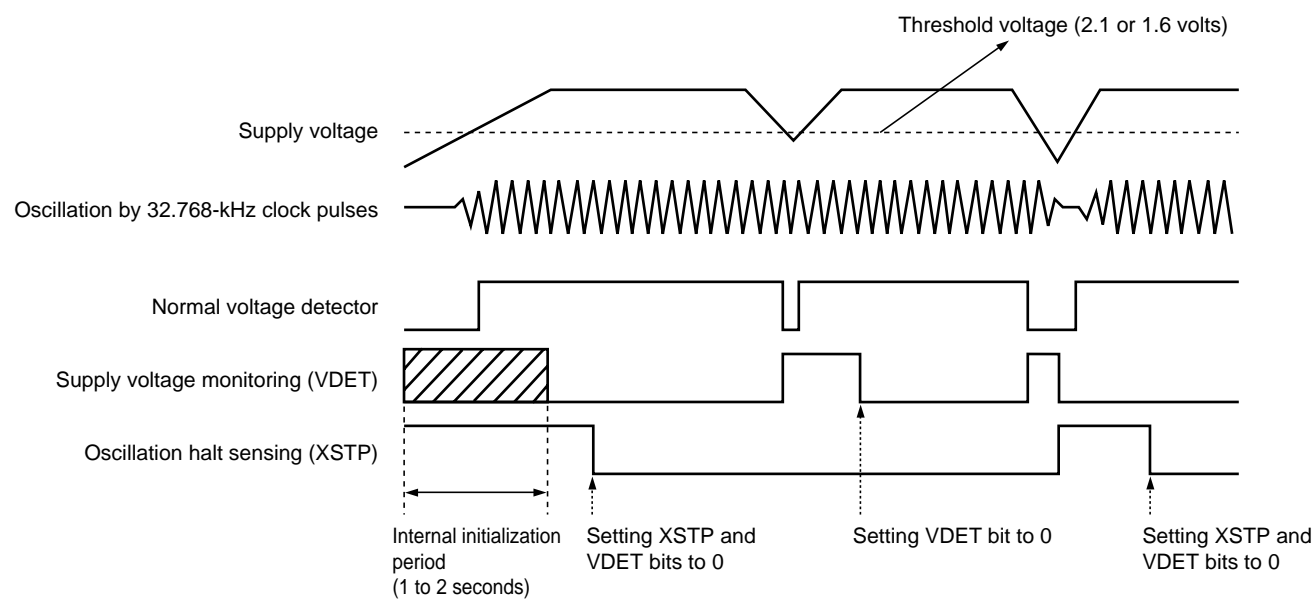 Threshold voltage (2.1 or 1.6 volts)
Supply voltage
Oscillation by 32.768-kHz clock pulses
Normal voltage detector
Supply voltage monitoring (VDET)
Oscillation halt sensing (XSTP)
Internal initialization
period
(1 to 2 seconds)
Setting XSTP and
VDET bits to 0
Setting VDET bit to 0
Setting XSTP and
VDET bits to 0